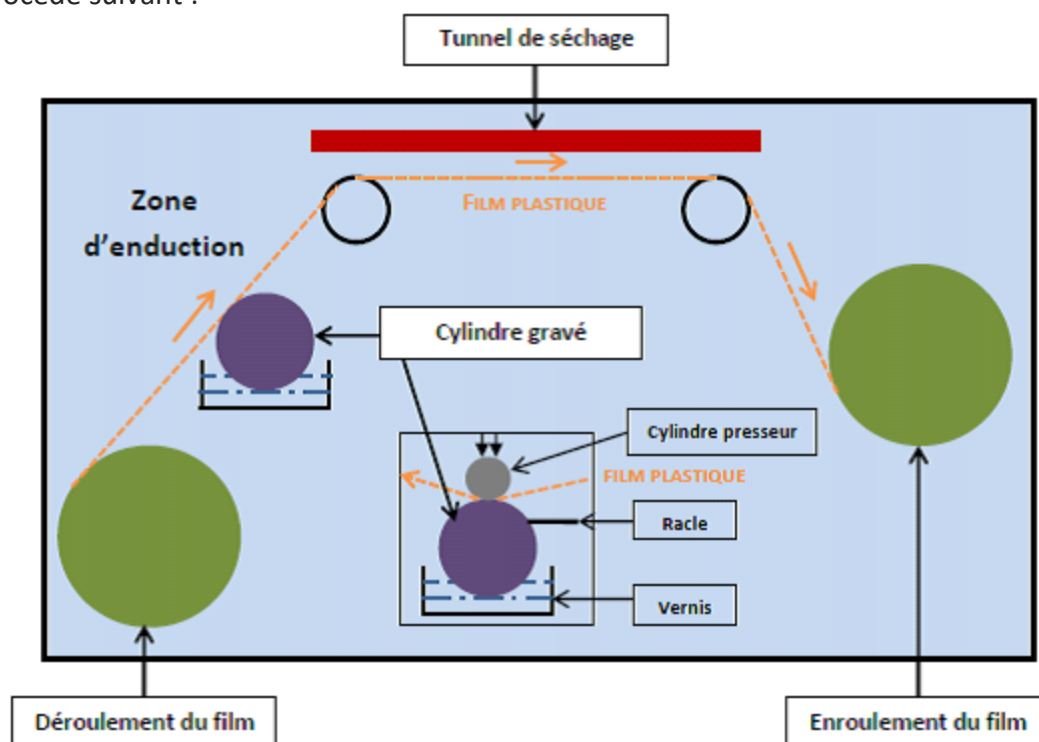 océdé suivant :
Tunnel de séchage
Zone
d'enduction
FILM PLASTIQUE
Cylindre gravé
Cylindre presseur
FILM PLASTIQUE
Racle
Vernis
Déroulement du film
Enroulement du film